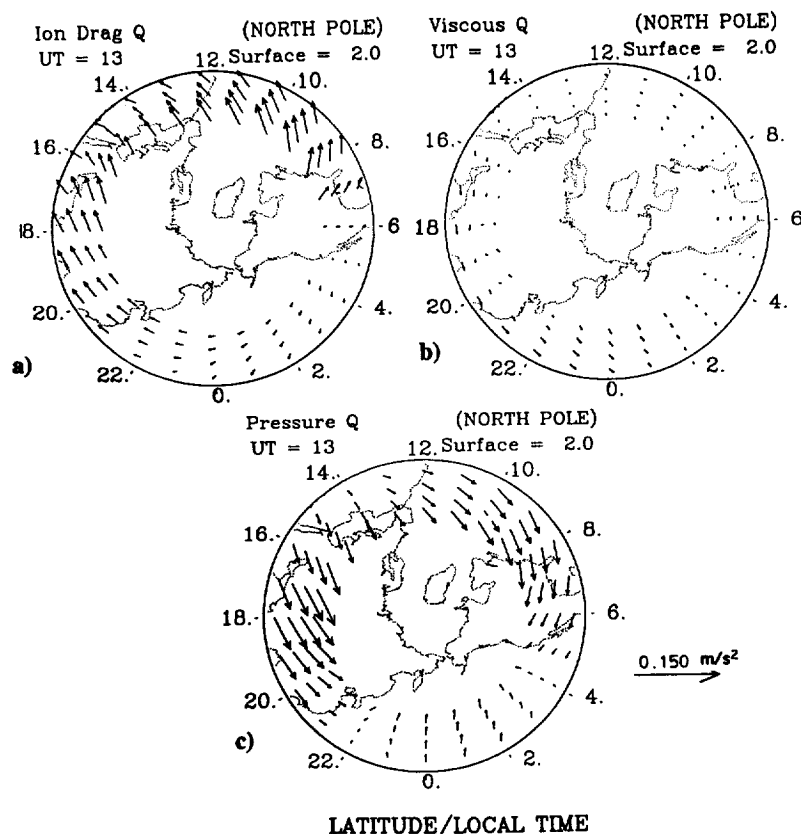 Ion Drag Q (NORTH POLE)
UT = 13 Surface = 2.0
12.
14. 10.
16. 8.
18. 6.
20. 4.
22. 2.
0.
a)
Viscous Q (NORTH POLE)
UT = 13 Surface = 2.0
12.
14. 10.
16. 8.
18. 6.
20. 4.
22. 2.
0.
b)
Pressure Q (NORTH POLE)
UT = 13 Surface = 2.0
12.
14. 10.
16. 8.
18. 6.
20. 4.
22. 2.
0.
c)
0.150 m/s²
LATITUDE/LOCAL TIME